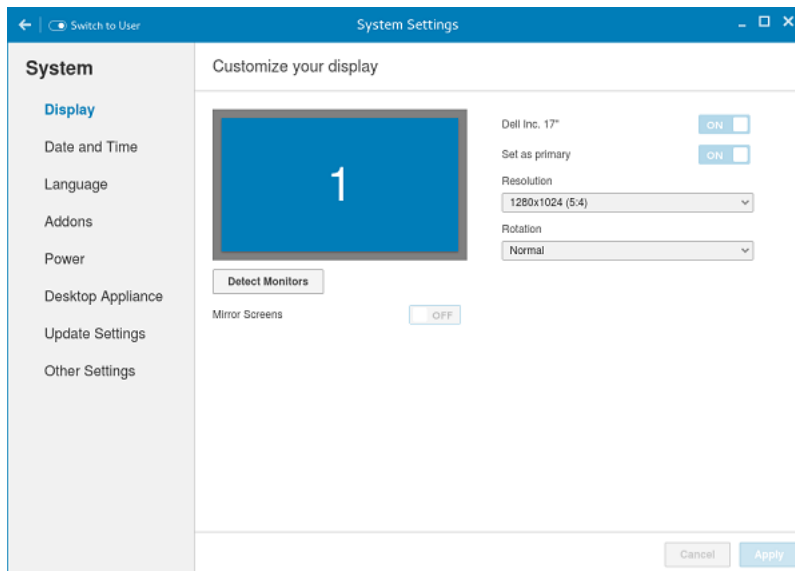 Switch to User
System Settings
System
Display
Date and Time
Language
Addons
Power
Desktop Appliance
Update Settings
Other Settings
Customize your display
1
Detect Monitors
Mirror Screens
OFF
Dell Inc. 17"
ON
Set as primary
ON
Resolution
1280x1024 (5:4)
Rotation
Normal
Cancel
Apply